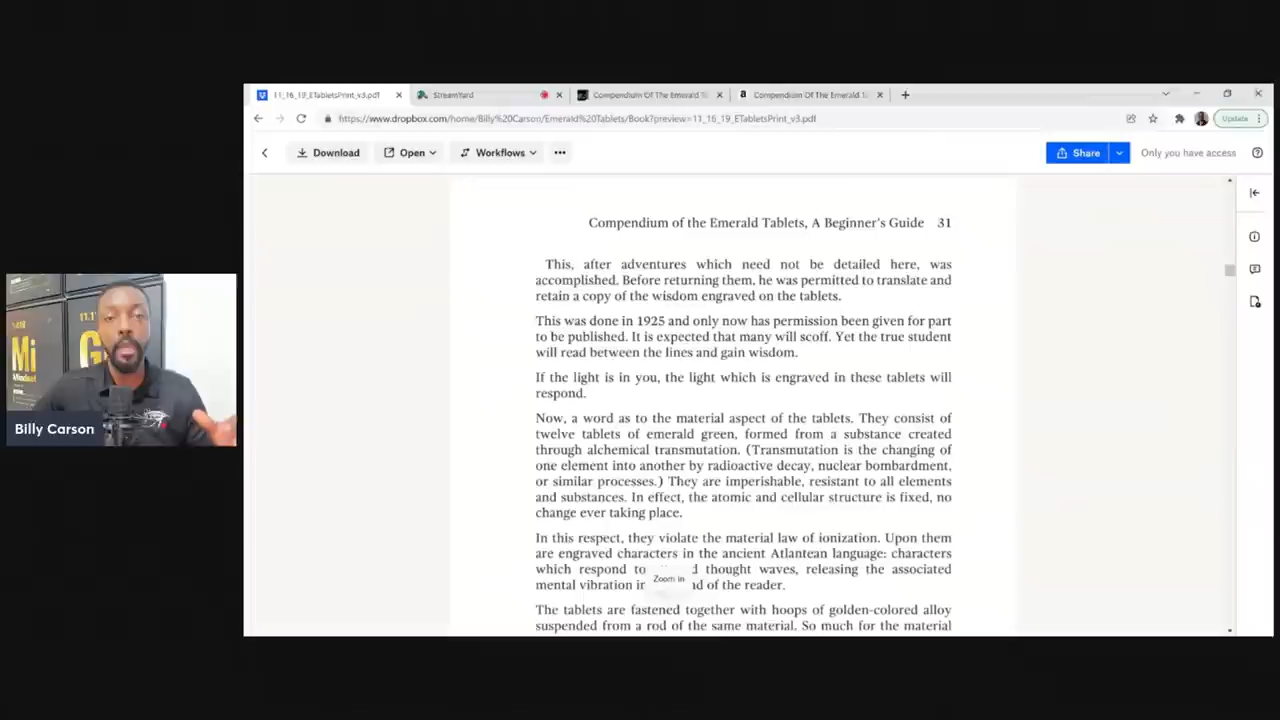 11_16_19_ETabletsPrint_v3.pdf
StreamYard
Compendium Of The Emerald
Compendium Of The Emerald
https://www.dropbox.com/home/Billy%20Carson/Emerald%20Tablets/Book?preview=11_16_19_ETabletsPrint_v3.pdf
Update
Download
Open
Workflows
Share
Only you have access
Compendium of the Emerald Tablets, A Beginner's Guide 31
This, after adventures which need not be detailed here, was
accomplished. Before returning them, he was permitted to translate and
retain a copy of the wisdom engraved on the tablets.
This was done in 1925 and only now has permission been given for part
to be published. It is expected that many will scoff. Yet the true student
will read between the lines and gain wisdom.
If the light is in you, the light which is engraved in these tablets will
respond.
Now, a word as to the material aspect of the tablets. They consist of
twelve tablets of emerald green, formed from a substance created
through alchemical transmutation. (Transmutation is the changing of
one element into another by radioactive decay, nuclear bombardment,
or similar processes.) They are imperishable, resistant to all elements
and substances. In effect, the atomic and cellular structure is fixed, no
change ever taking place.
In this respect, they violate the material law of ionization. Upon them
are engraved characters in the ancient Atlantean language: characters
which respond to thought waves, releasing the associated
mental vibration of the reader.
Zoom in
The tablets are fastened together with hoops of golden-colored alloy
suspended from a rod of the same material. So much for the material
Mi
Mindset
11.1
G
Billy Carson